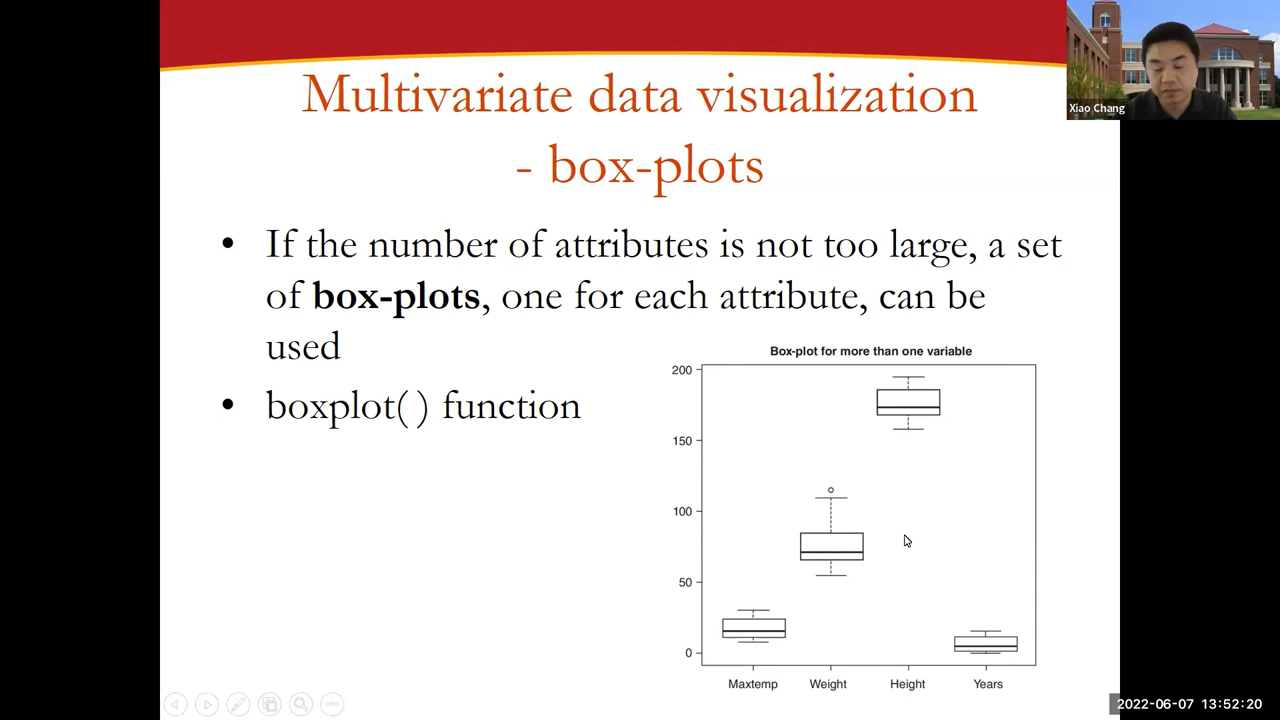 Multivariate data visualization
- box-plots
Xiao Chang
• If the number of attributes is not too large, a set
of box-plots, one for each attribute, can be
used
• boxplot( ) function
Box-plot for more than one variable
200
150
100
50
0
Maxtemp Weight Height Years
2022-06-07 13:52:20